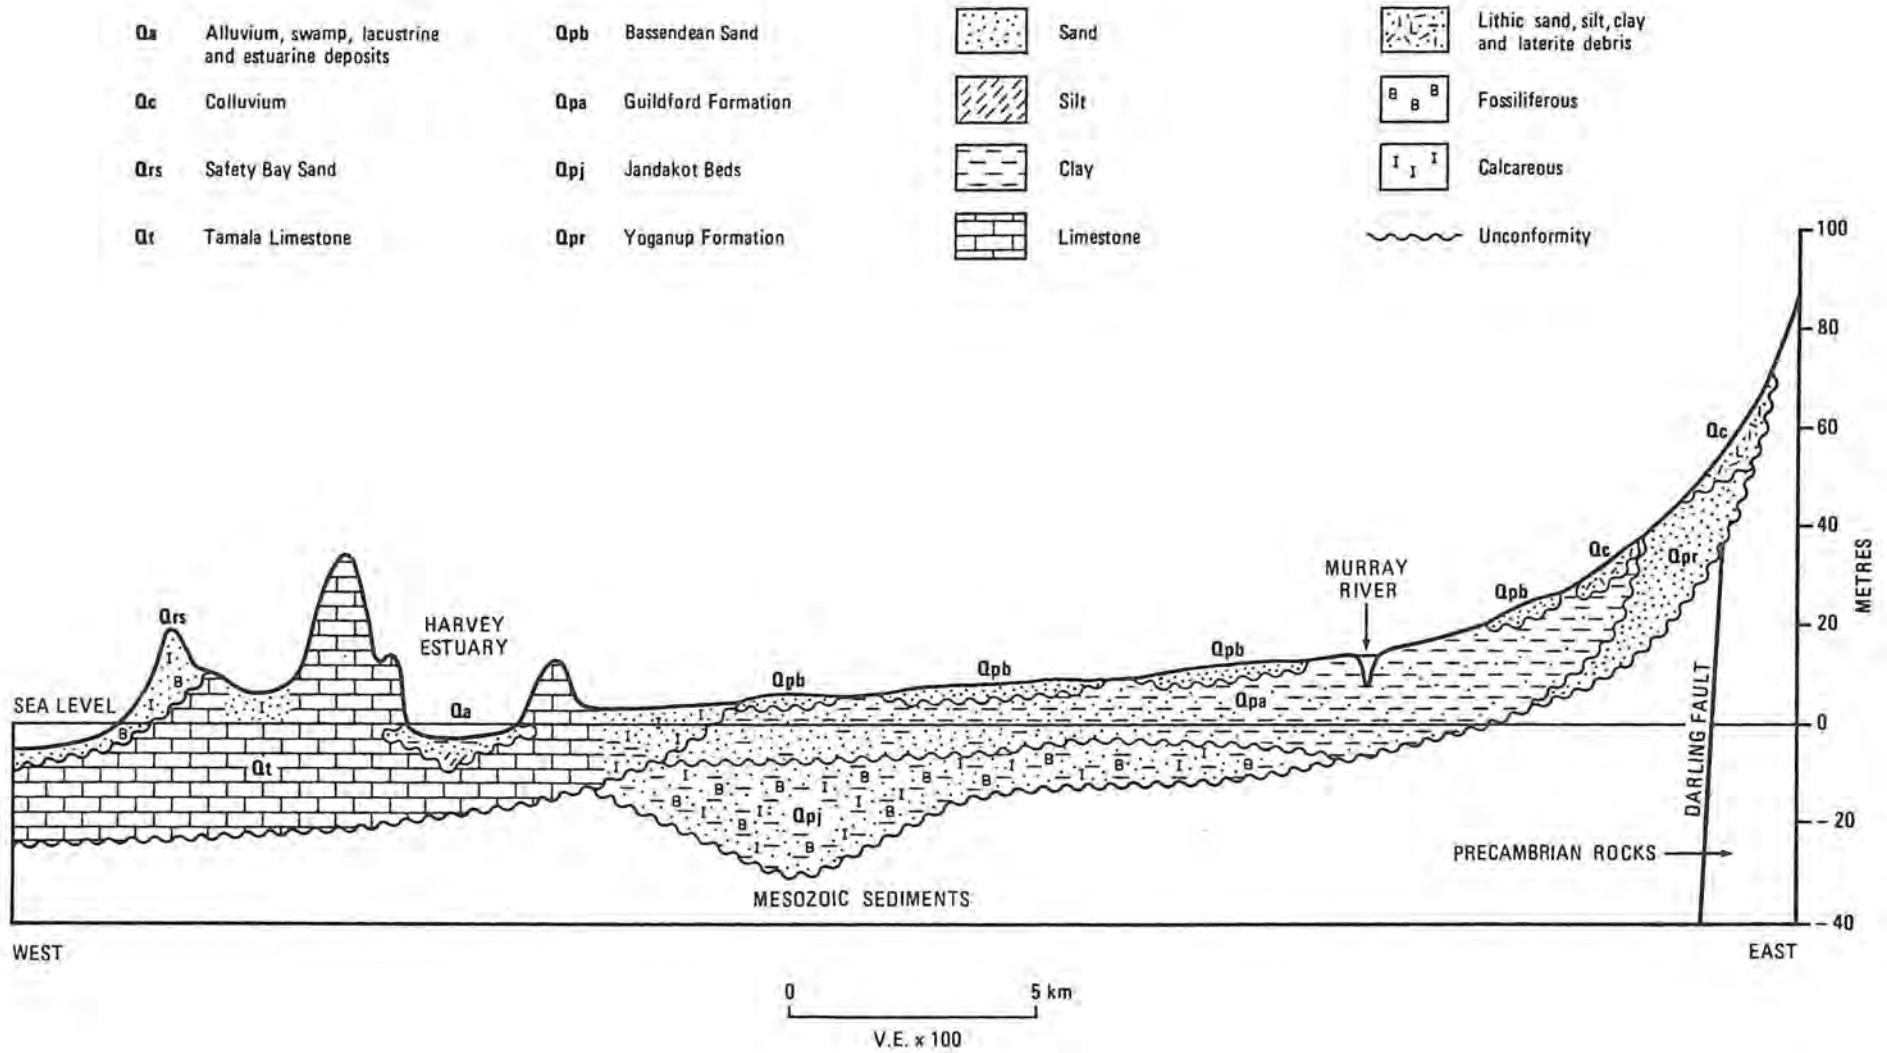 Qa Alluvium, swamp, lacustrine and estuarine deposits
Qc Colluvium
Qrs Safety Bay Sand
Qt Tamala Limestone
Qpb Bassendean Sand
Qpa Guildford Formation
Qpj Jandakot Beds
Qpr Yoganup Formation
Sand
Silt
Clay
Limestone
L Lithic sand, silt, clay and laterite debris
B B B Fossiliferous
I I I Calcareous
Unconformity
100
80
60
40
20
0
-20
-40
METRES
Qc
L
Qpr
Qc
Qpb
MURRAY
RIVER
Qpb
Qpb
Qpb
Qpa
Qrs
I
B
I
B
I
HARVEY
ESTUARY
Qa
SEA LEVEL
Qt
I I
I I
I
I B I B I B I B I B I B
B I B I B I
Qpj
I B
DARLING FAULT
PRECAMBRIAN ROCKS
MESOZOIC SEDIMENTS
WEST
EAST
0 5 km
V.E. x 100